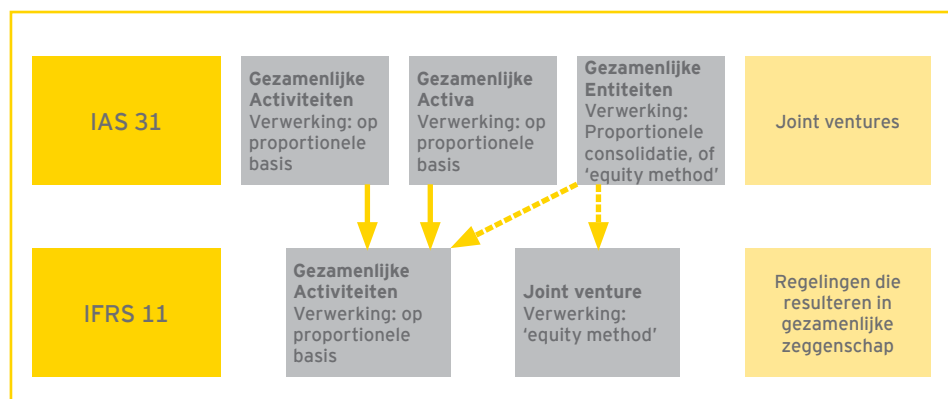 IAS 31
Gezamenlijke
Activiteiten
Verwerking: op
proportionele
basis
Gezamenlijke
Activa
Verwerking: op
proportionele
basis
Gezamenlijke
Entiteiten
Verwerking:
Proportionele
consolidatie, of
‘equity method’
Joint ventures
IFRS 11
Gezamenlijke
Activiteiten
Verwerking: op
proportionele
basis
Joint venture
Verwerking:
‘equity method’
Regelingen die
resulteren in
gezamenlijke
zeggenschap